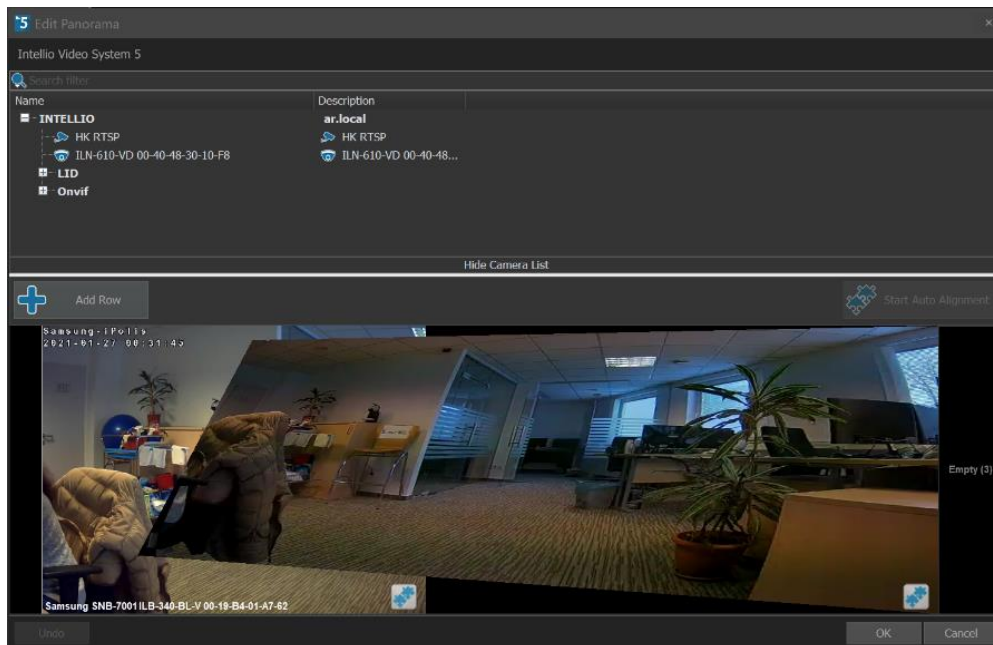 5 Edit Panorama
Intellio Video System 5
Search filter
Name Description
INTELLIO ar.local
HK RTSP HK RTSP
ILN-610-VD 00-40-48-30-10-F8 ILN-610-VD 00-40-48...
LID
Onvif
Hide Camera List
Add Row Start Auto Alignment
Samsung-iPolis
2021-01-27 00:31:45
Empty (3)
Samsung SNB-7001 ILB-340-BL-V 00-19-B4-01-A7-62
Undo OK Cancel